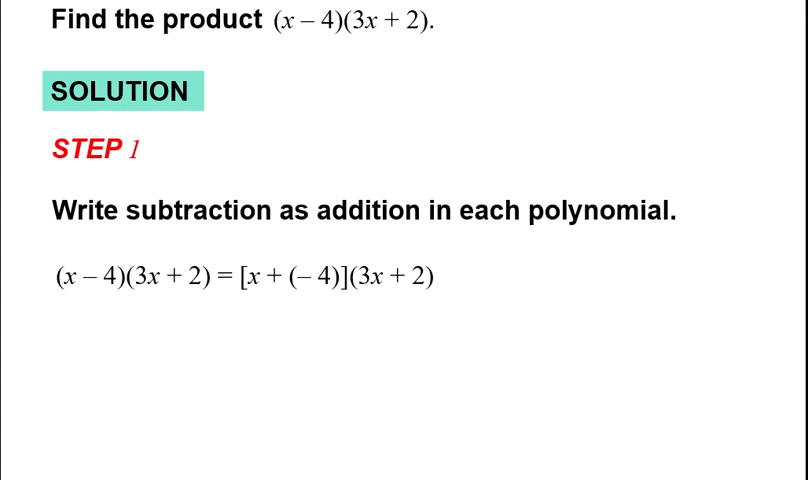 Find the product (x – 4)(3x + 2).
SOLUTION
STEP 1
Write subtraction as addition in each polynomial.
(x – 4)(3x + 2) = [x + (– 4)](3x + 2)